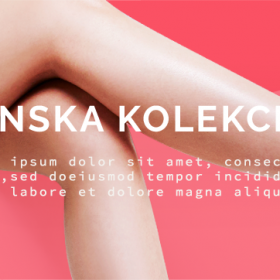 NSKA KOLEKC
ipsum dolor sit amet, consec
,sed doeiusmod tempor incidid
labore et dolore magna aliqu